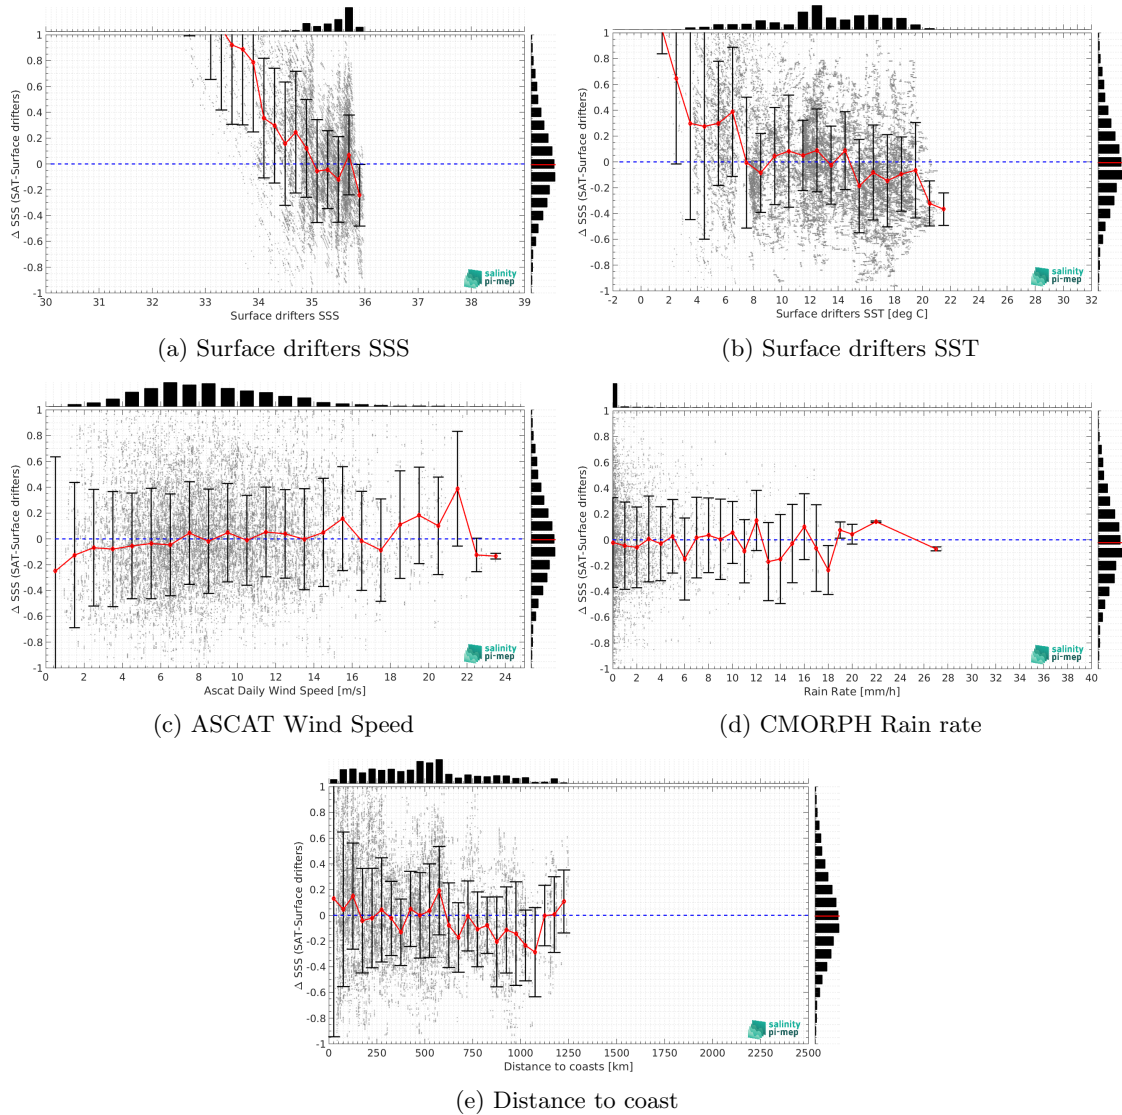 1
0.8
0.6
0.4
0.2
0
-0.2
-0.4
-0.6
-0.8
-1
Δ SSS (SAT-Surface drifters)
30 31 32 33 34 35 36 37 38 39
Surface drifters SSS
salinity
pi-mep
(a) Surface drifters SSS
1
0.8
0.6
0.4
0.2
0
-0.2
-0.4
-0.6
-0.8
-1
Δ SSS (SAT-Surface drifters)
-2 0 2 4 6 8 10 12 14 16 18 20 22 24 26 28 30 32
Surface drifters SST [deg C]
salinity
pi-mep
(b) Surface drifters SST
1
0.8
0.6
0.4
0.2
0
-0.2
-0.4
-0.6
-0.8
-1
Δ SSS (SAT-Surface drifters)
0 2 4 6 8 10 12 14 16 18 20 22 24
Ascat Daily Wind Speed [m/s]
salinity
pi-mep
(c) ASCAT Wind Speed
1
0.8
0.6
0.4
0.2
0
-0.2
-0.4
-0.6
-0.8
-1
Δ SSS (SAT-Surface drifters)
0 2 4 6 8 10 12 14 16 18 20 22 24 26 28 30 32 34 36 38 40
Rain Rate [mm/h]
salinity
pi-mep
(d) CMORPH Rain rate
1
0.8
0.6
0.4
0.2
0
-0.2
-0.4
-0.6
-0.8
-1
Δ SSS (SAT-Surface drifters)
0 250 500 750 1000 1250 1500 1750 2000 2250 2500
Distance to coasts [km]
salinity
pi-mep
(e) Distance to coast